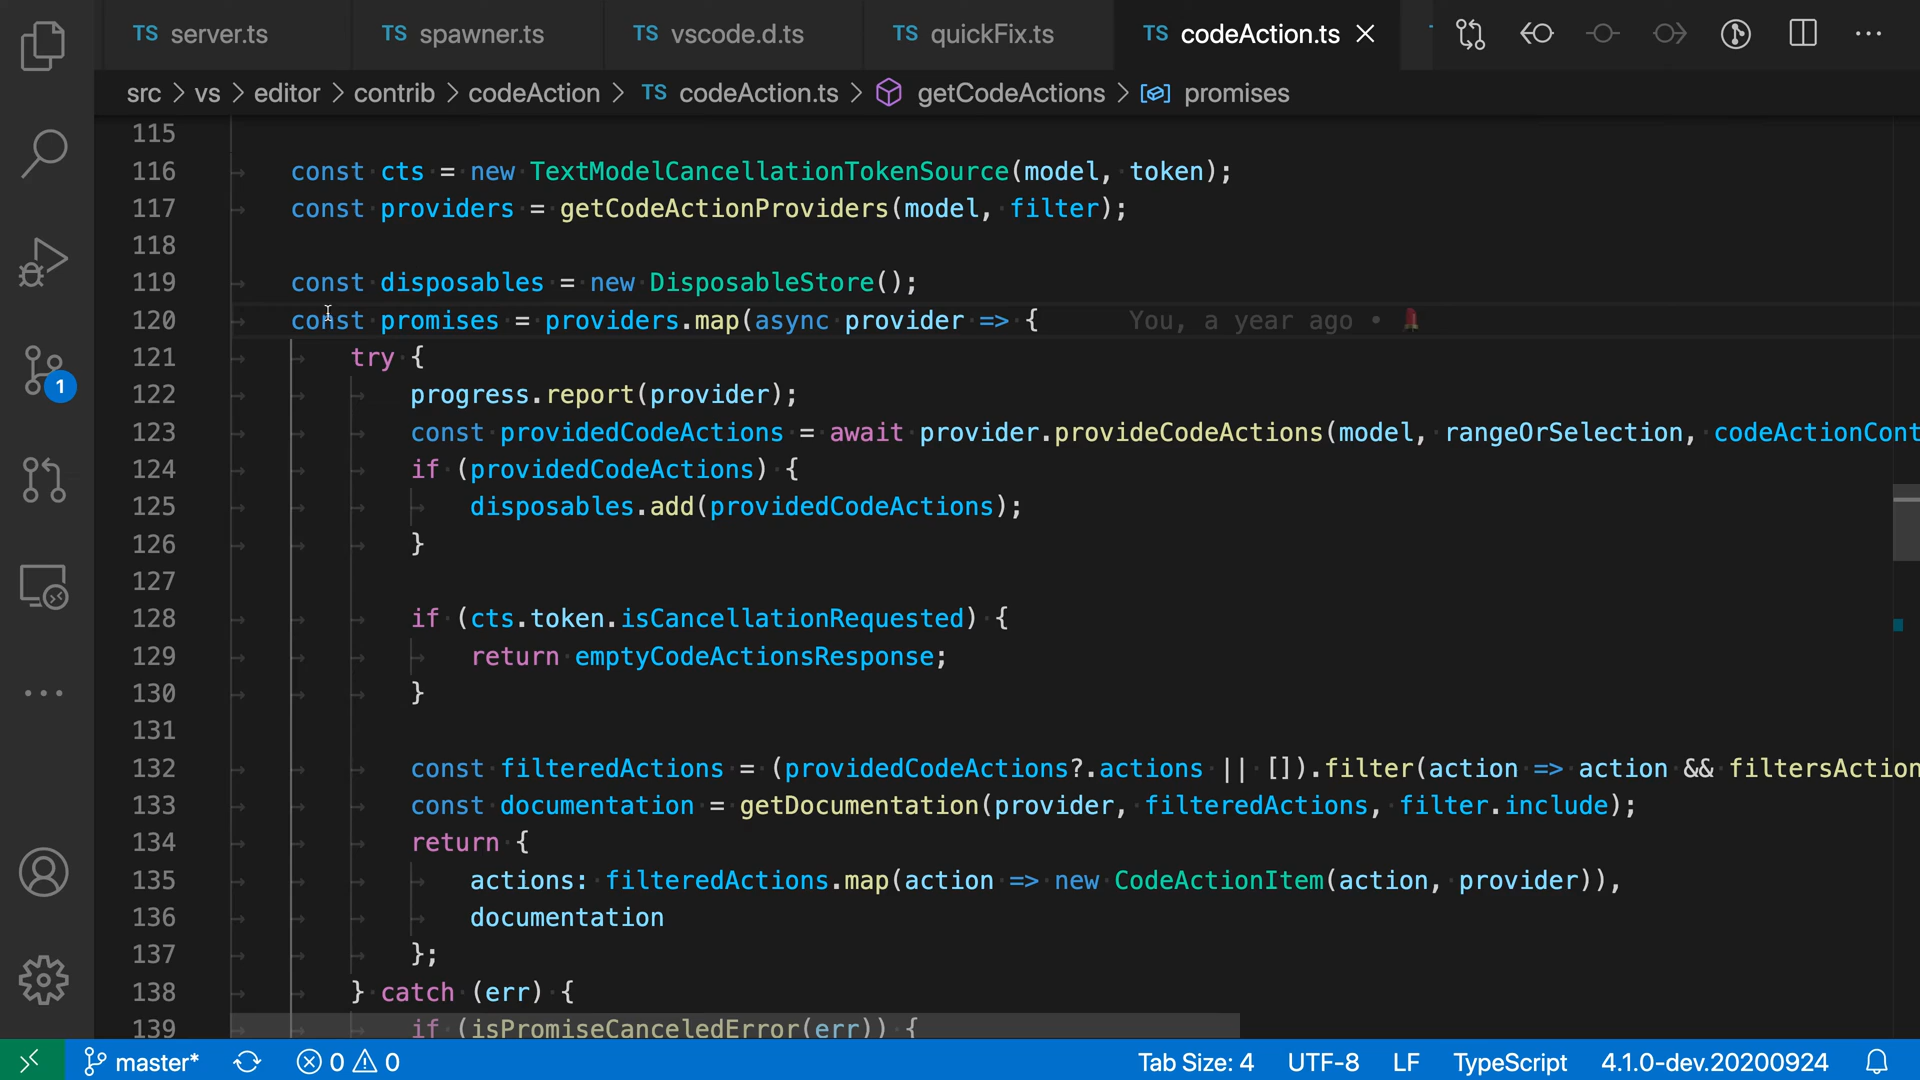 TS server.ts TS spawner.ts TS vscode.d.ts TS quickFix.ts TS codeAction.ts
src > vs > editor > contrib > codeAction > TS codeAction.ts > getCodeActions > promises
115
116 const cts = new TextModelCancellationTokenSource(model, token);
117 const providers = getCodeActionProviders(model, filter);
118
119 const disposables = new DisposableStore();
120 const promises = providers.map(async provider => { You, a year ago •
121 try {
122 progress.report(provider);
123 const providedCodeActions = await provider.provideCodeActions(model, rangeOrSelection, codeActionCont
124 if (providedCodeActions) {
125 disposables.add(providedCodeActions);
126 }
127
128 if (cts.token.isCancellationRequested) {
129 return emptyCodeActionsResponse;
130 }
131
132 const filteredActions = (providedCodeActions?.actions || []).filter(action => action && filtersAction
133 const documentation = getDocumentation(provider, filteredActions, filter.include);
134 return {
135 actions: filteredActions.map(action => new CodeActionItem(action, provider)),
136 documentation
137 };
138 } catch (err) {
139 if (isPromiseCanceledError(err)) {
1
master* 0 0 Tab Size: 4 UTF-8 LF TypeScript 4.1.0-dev.20200924